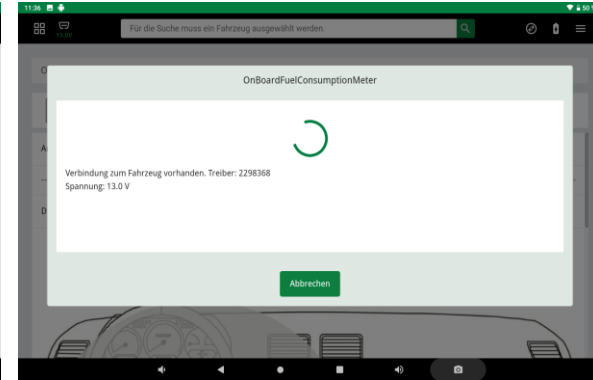 11:36
50 %
13.0V
Für die Suche muss ein Fahrzeug ausgewählt werden.
OnBoardFuelConsumptionMeter
Verbindung zum Fahrzeug vorhanden. Treiber: 2298368
Spannung: 13.0 V
Abbrechen